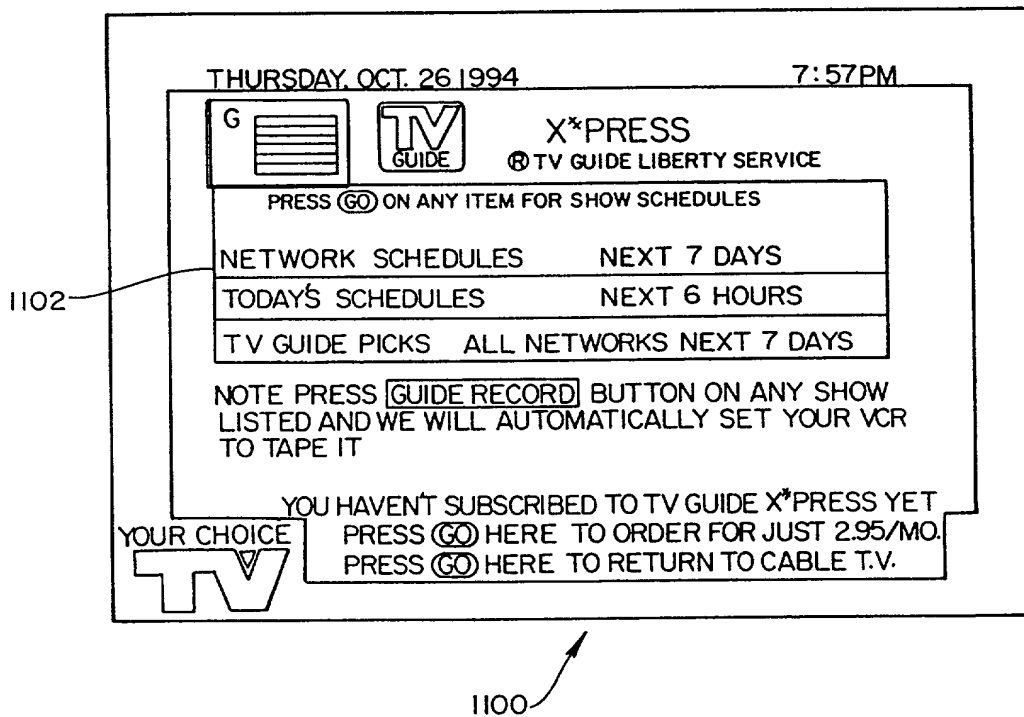 THURSDAY, OCT. 26 1994 7:57PM
G TV GUIDE X**PRESS
® TV GUIDE LIBERTY SERVICE
PRESS GO ON ANY ITEM FOR SHOW SCHEDULES
NETWORK SCHEDULES NEXT 7 DAYS
TODAY'S SCHEDULES NEXT 6 HOURS
TV GUIDE PICKS ALL NETWORKS NEXT 7 DAYS
1102
NOTE PRESS GUIDE RECORD BUTTON ON ANY SHOW
LISTED AND WE WILL AUTOMATICALLY SET YOUR VCR
TO TAPE IT
YOU HAVEN'T SUBSCRIBED TO TV GUIDE X*PRESS YET
PRESS GO HERE TO ORDER FOR JUST 2.95/MO.
PRESS GO HERE TO RETURN TO CABLE T.V.
YOUR CHOICE
TV
1100